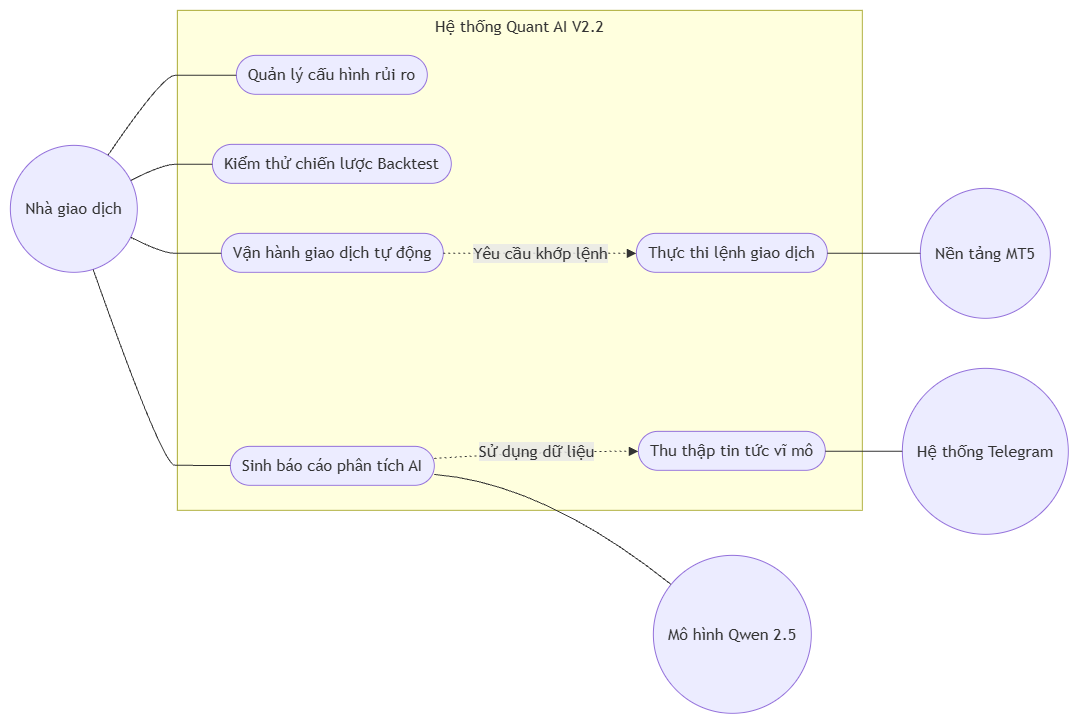 Hệ thống Quant AI V2.2
Quản lý cấu hình rủi ro
Kiểm thử chiến lược Backtest
Nhà giao dịch
Vận hành giao dịch tự động
Yêu cầu khớp lệnh
Thực thi lệnh giao dịch
Nền tảng MT5
Sinh báo cáo phân tích AI
Sử dụng dữ liệu
Thu thập tin tức vĩ mô
Hệ thống Telegram
Mô hình Qwen 2.5